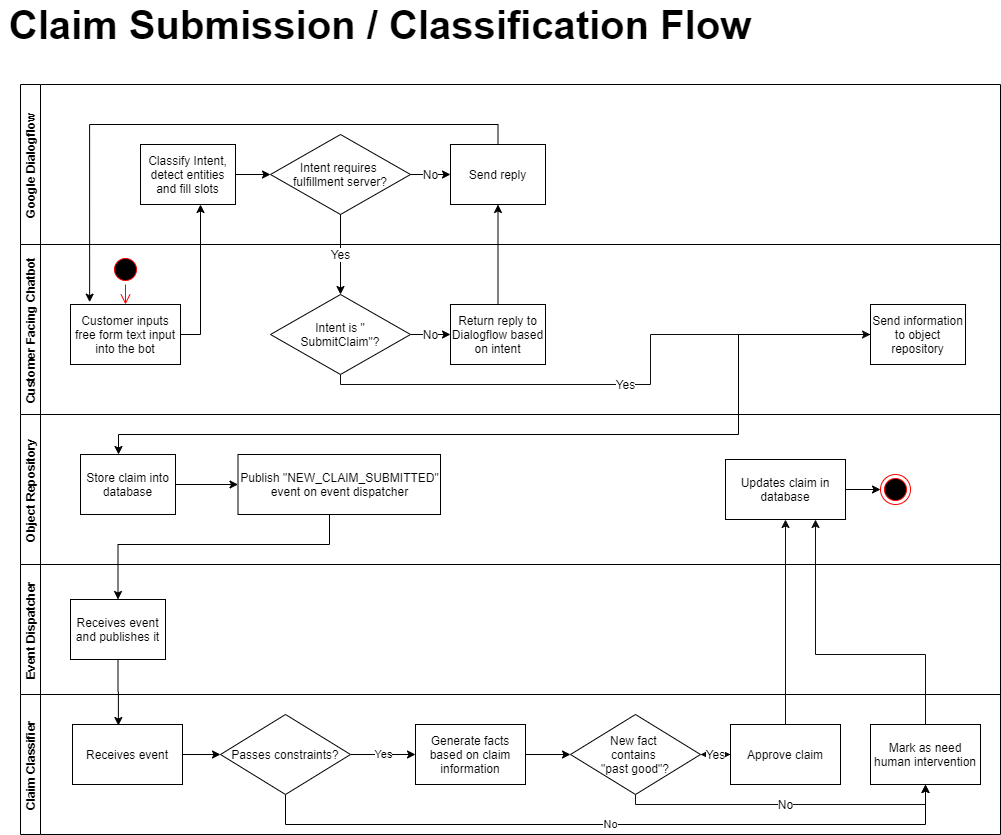 Claim Submission / Classification Flow
Google Dialogflow
Classify Intent,
detect entities
and fill slots
Intent requires
fulfillment server?
No
Send reply
Yes
Customer Facing Chatbot
Customer inputs
free form text input
into the bot
Intent is "
SubmitClaim"?
No
Return reply to
Dialogflow based
on intent
Yes
Send information
to object
repository
Object Repository
Store claim into
database
Publish "NEW_CLAIM_SUBMITTED"
event on event dispatcher
Updates claim in
database
Event Dispatcher
Receives event
and publishes it
Claim Classifier
Receives event
Passes constraints?
Yes
Generate facts
based on claim
information
New fact
contains
"past good"?
Yes
Approve claim
Mark as need
human intervention
No
No